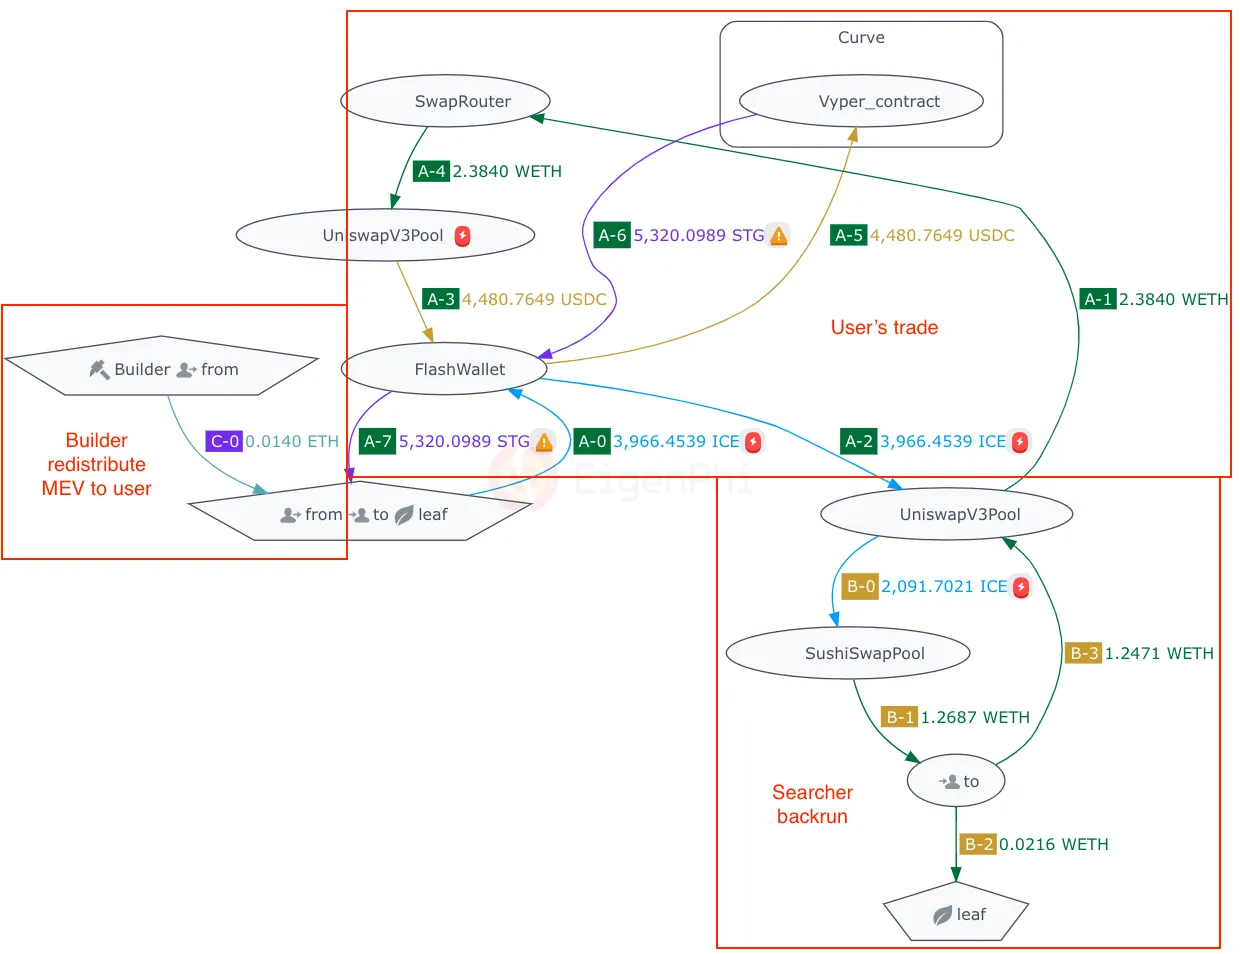 Curve
SwapRouter
Vyper_contract
A-4 2.3840 WETH
UniswapV3Pool
A-6 5,320.0989 STG
A-5 4,480.7649 USDC
A-3 4,480.7649 USDC
A-1 2.3840 WETH
User’s trade
Builder from
FlashWallet
Builder
redistribute
MEV to user
C-0 0.0140 ETH
A-7 5,320.0989 STG
A-0 3,966.4539 ICE
A-2 3,966.4539 ICE
EigenPhi
from to leaf
UniswapV3Pool
B-0 2,091.7021 ICE
SushiSwapPool
B-3 1.2471 WETH
B-1 1.2687 WETH
to
Searcher
backrun
B-2 0.0216 WETH
leaf